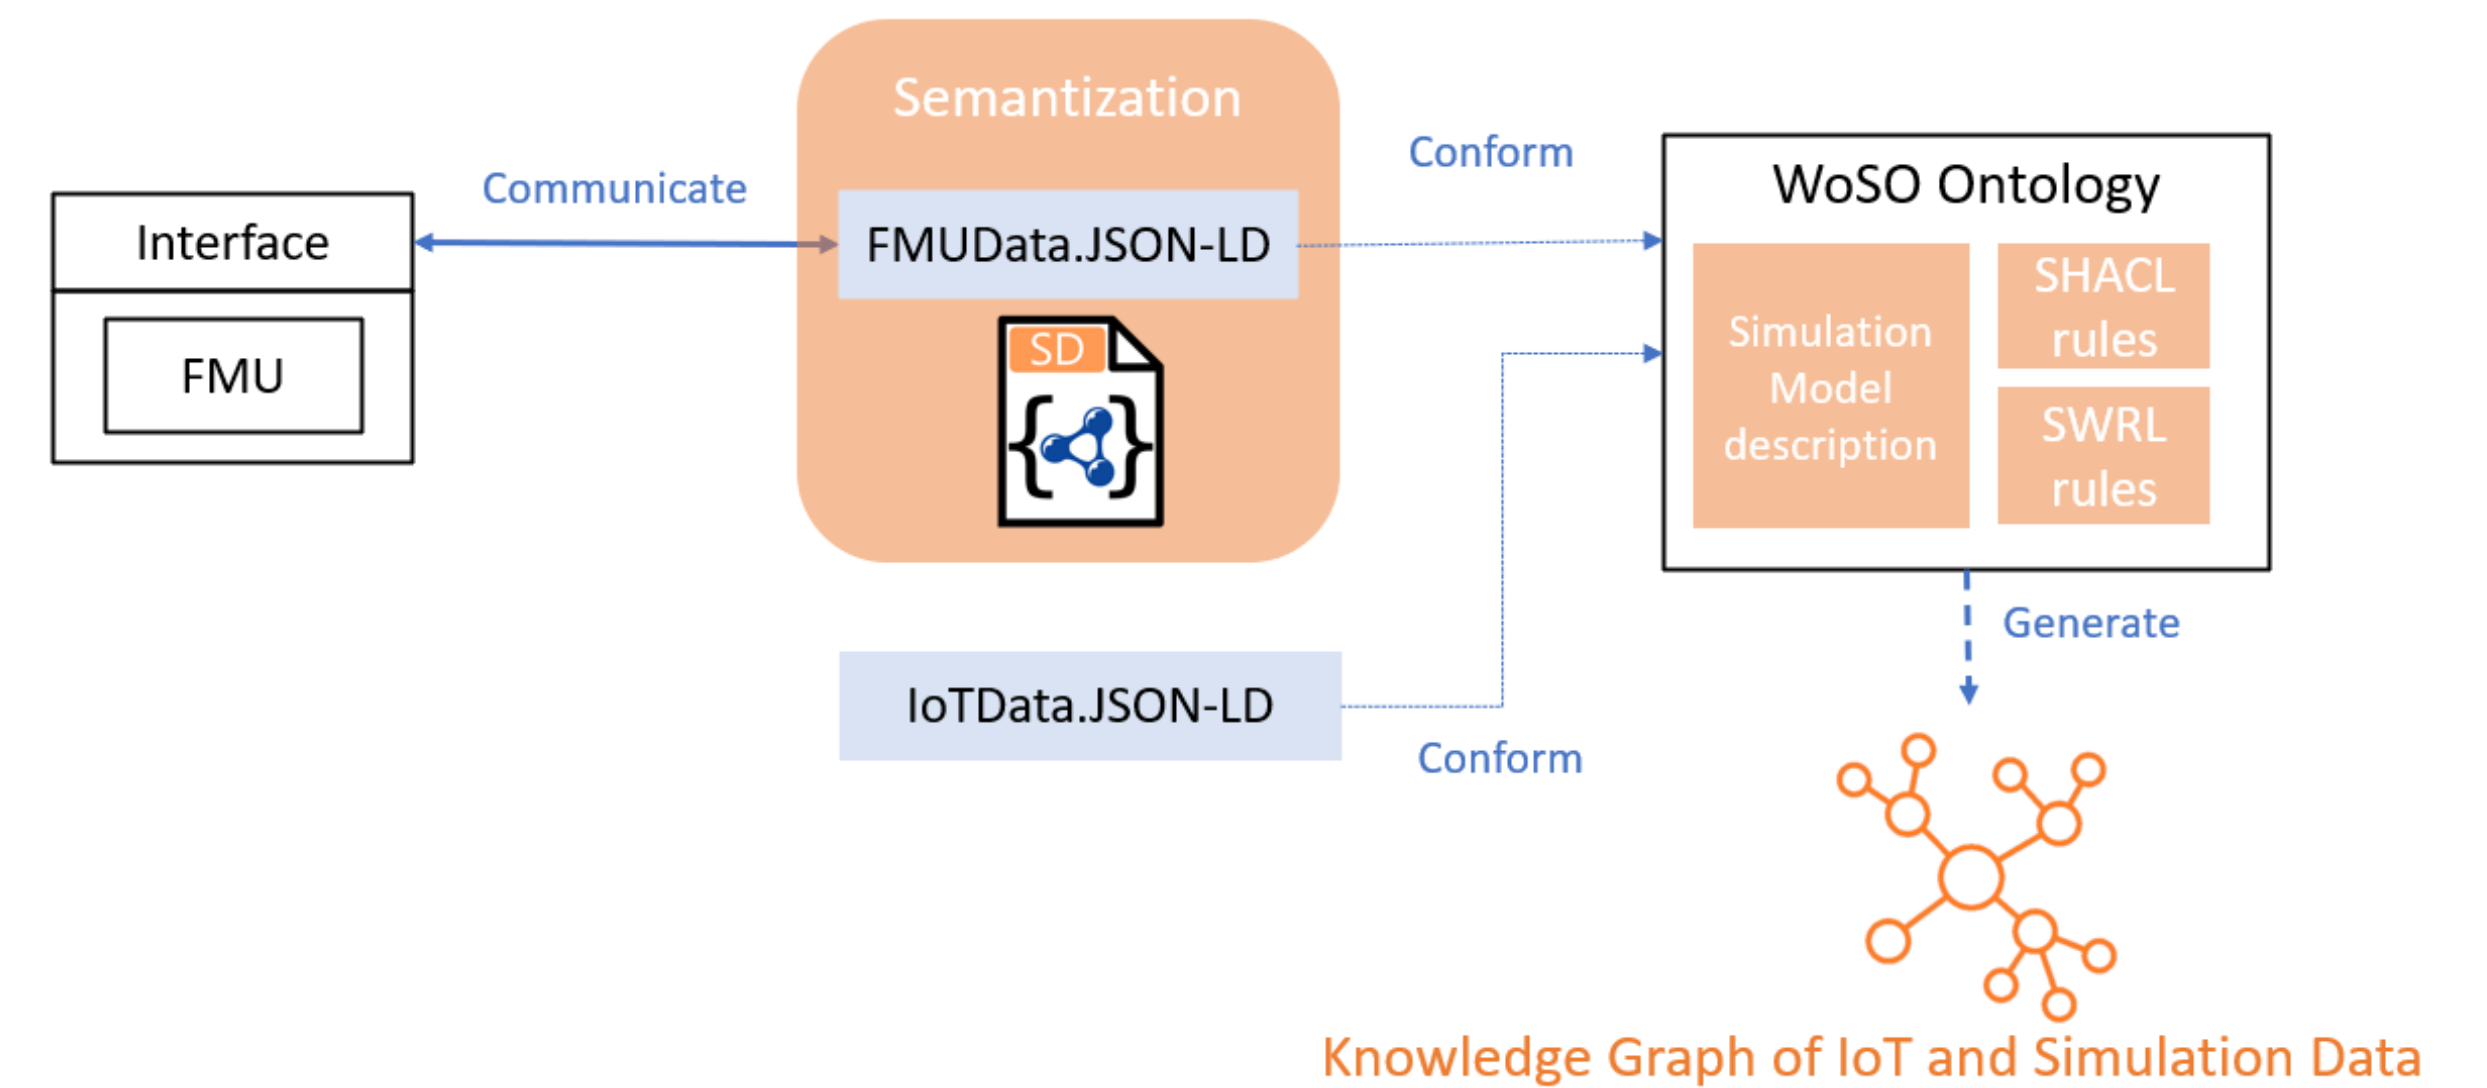 Semantization
Communicate
Conform
Interface
FMU
FMUData.JSON-LD
SD
{ }
WoSO Ontology
Simulation
Model
description
SHACL
rules
SWRL
rules
Generate
IoTData.JSON-LD
Conform
Knowledge Graph of IoT and Simulation Data